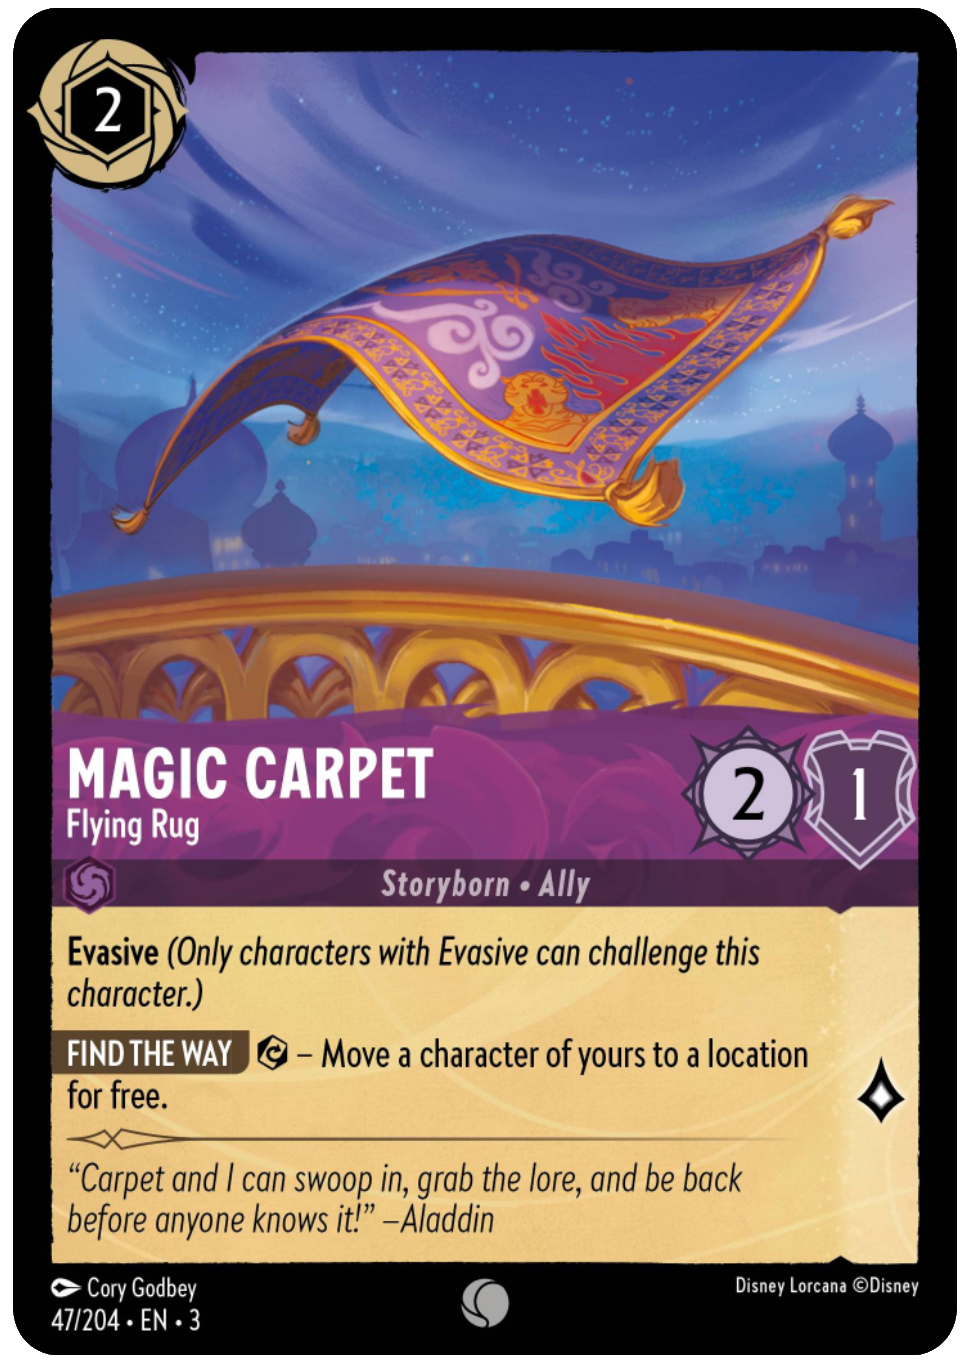 2
MAGIC CARPET
Flying Rug
2
1
Storyborn • Ally
Evasive (Only characters with Evasive can challenge this
character.)
FIND THE WAY – Move a character of yours to a location
for free.
“Carpet and I can swoop in, grab the lore, and be back
before anyone knows it!” –Aladdin
Cory Godbey
Disney Lorcana ©Disney
47/204 • EN • 3